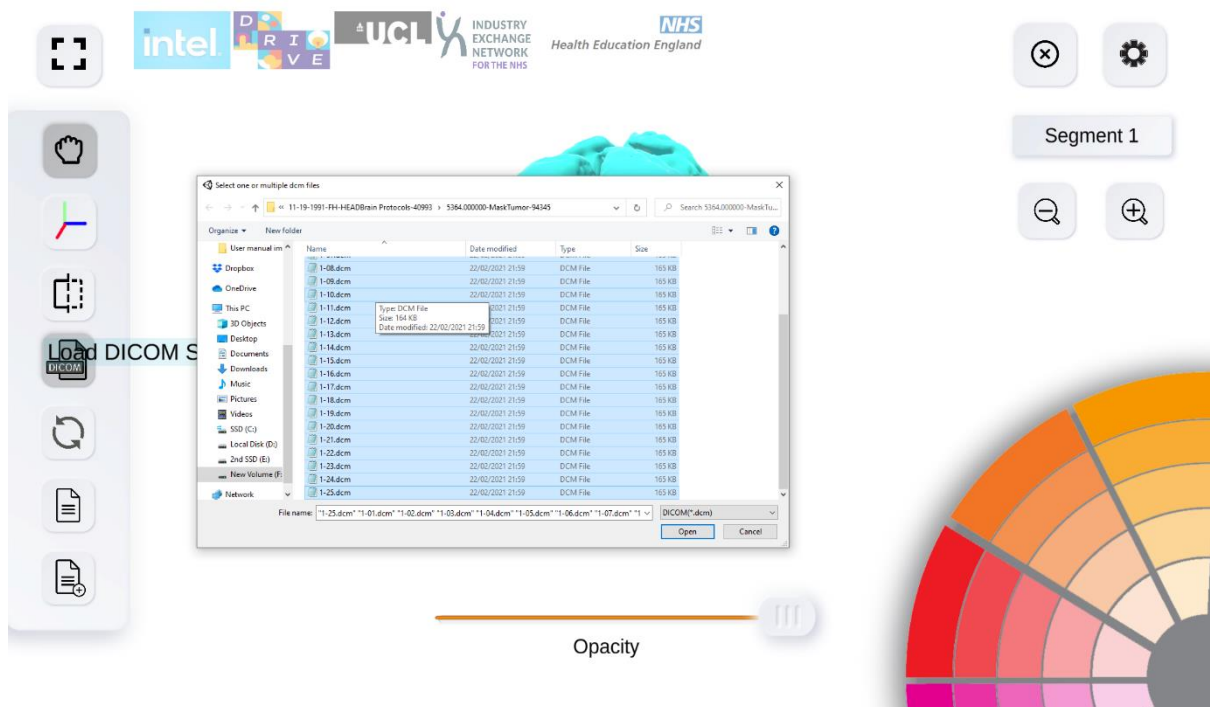 intel
D
R I
V E
UCL
INDUSTRY
EXCHANGE
NETWORK
FOR THE NHS
NHS
Health Education England
Segment 1
Load DICOM S
DICOM
Select one or multiple dcm files
« 11-19-1991-FH-HEADBrain Protocols-40993 › 5364.000000-MaskTumor-94345
Search 5364.000000-MaskTu...
Organize
New folder
User manual im
Dropbox
OneDrive
This PC
3D Objects
Desktop
Documents
Downloads
Music
Pictures
Videos
SSD (C:)
Local Disk (D:)
2nd SSD (E:)
New Volume (F:
Network
Name Date modified Type Size
1-08.dcm 22/02/2021 21:59 DCM File 165 KB
1-09.dcm 22/02/2021 21:59 DCM File 165 KB
1-10.dcm 22/02/2021 21:59 DCM File 165 KB
1-11.dcm 2/2021 21:59 DCM File 165 KB
1-12.dcm 2/2021 21:59 DCM File 165 KB
1-13.dcm 2/2021 21:59 DCM File 165 KB
Type: DCM File
Size: 164 KB
Date modified: 22/02/2021 21:59
1-14.dcm 22/02/2021 21:59 DCM File 165 KB
1-15.dcm 22/02/2021 21:59 DCM File 165 KB
1-16.dcm 22/02/2021 21:59 DCM File 165 KB
1-17.dcm 22/02/2021 21:59 DCM File 165 KB
1-18.dcm 22/02/2021 21:59 DCM File 165 KB
1-19.dcm 22/02/2021 21:59 DCM File 165 KB
1-20.dcm 22/02/2021 21:59 DCM File 165 KB
1-21.dcm 22/02/2021 21:59 DCM File 165 KB
1-22.dcm 22/02/2021 21:59 DCM File 165 KB
1-23.dcm 22/02/2021 21:59 DCM File 165 KB
1-24.dcm 22/02/2021 21:59 DCM File 165 KB
1-25.dcm 22/02/2021 21:59 DCM File 165 KB
File name: "1-25.dcm" "1-01.dcm" "1-02.dcm" "1-03.dcm" "1-04.dcm" "1-05.dcm" "1-06.dcm" "1-07.dcm" "1
DICOM(*.dcm)
Open Cancel
Opacity